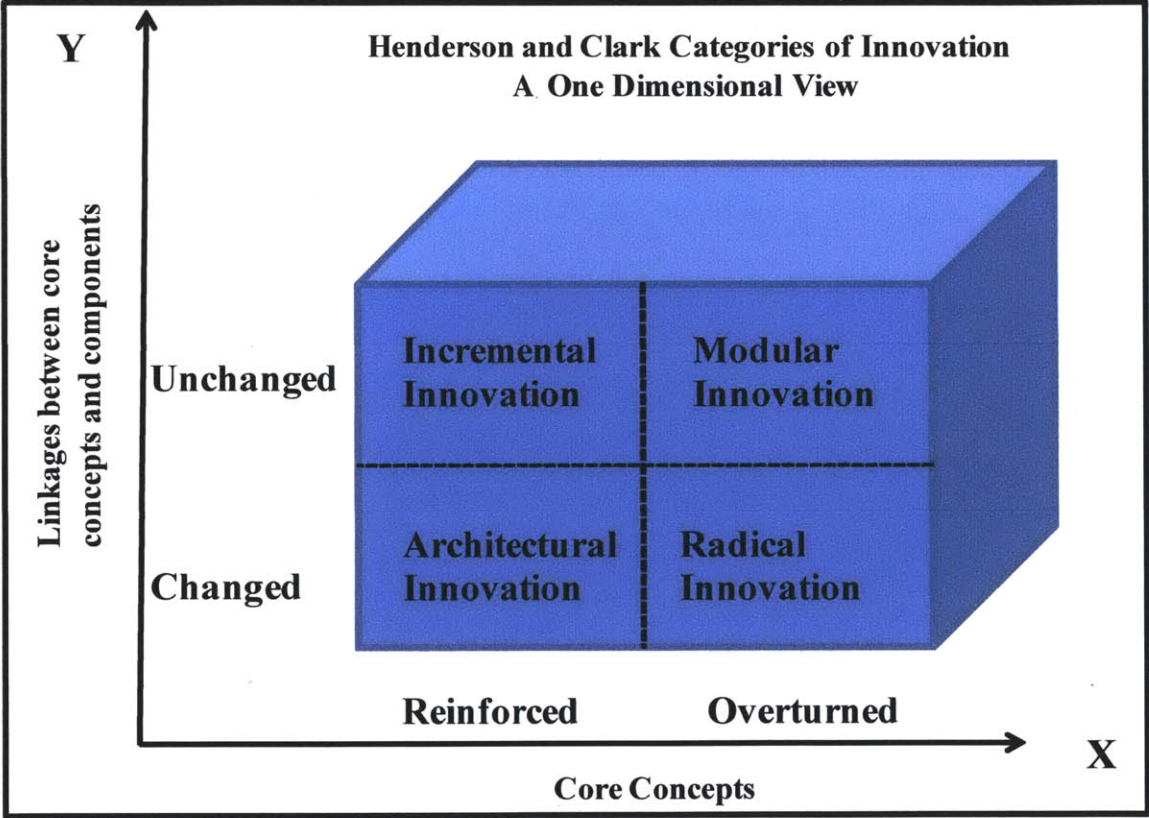 Y
Henderson and Clark Categories of Innovation
A One Dimensional View
Linkages between core
concepts and components
Unchanged
Incremental
Innovation
Modular
Innovation
Changed
Architectural
Innovation
Radical
Innovation
Reinforced
Overturned
X
Core Concepts